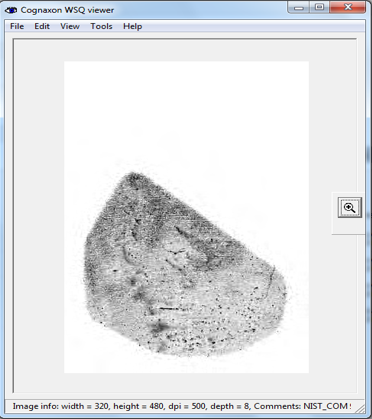 Cognaxon WSQ viewer
File Edit View Tools Help
Image info: width = 320, height = 480, dpi = 500, depth = 8, Comments: NIST_COM